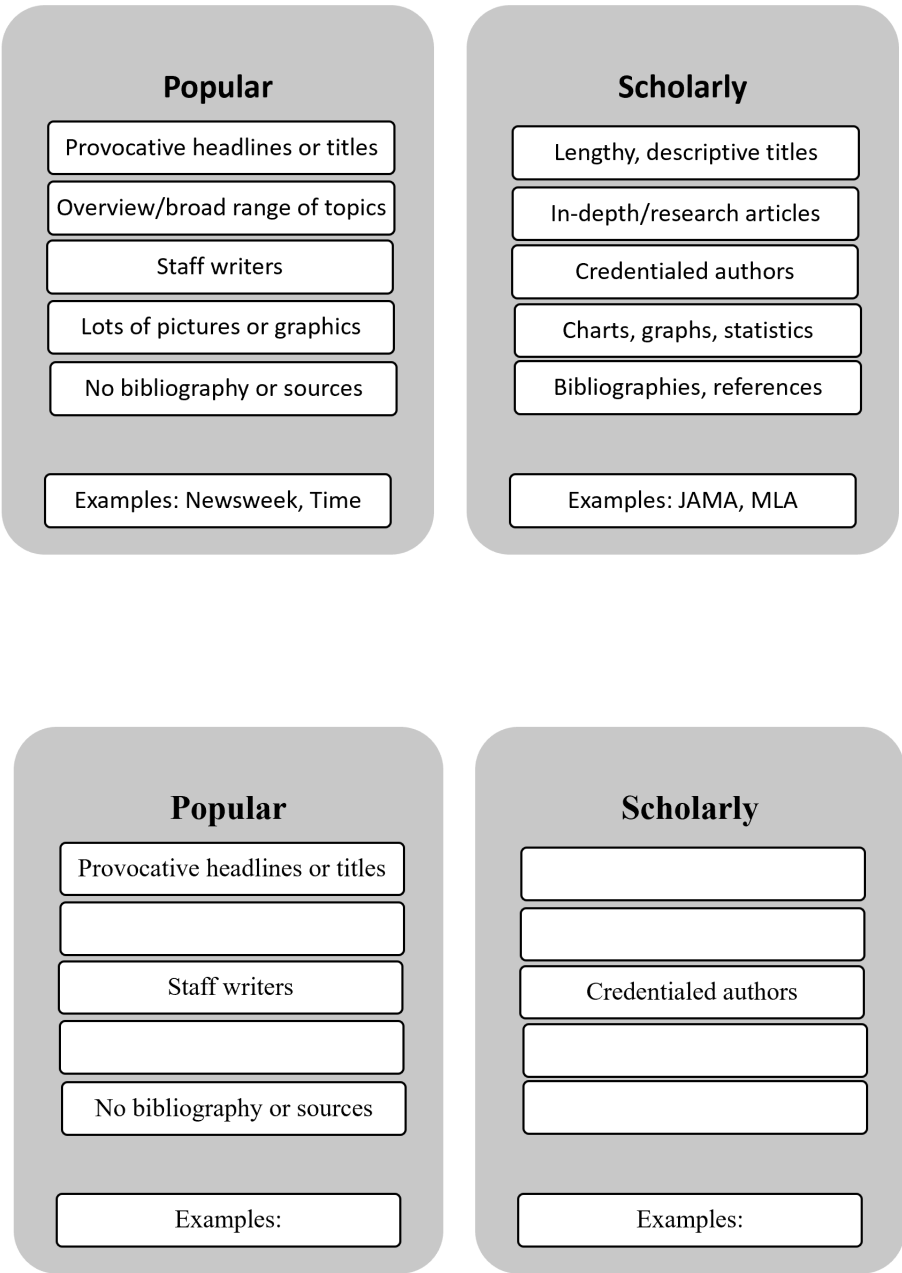 Popular
Provocative headlines or titles
Overview/broad range of topics
Staff writers
Lots of pictures or graphics
No bibliography or sources
Examples: Newsweek, Time
Scholarly
Lengthy, descriptive titles
In-depth/research articles
Credentialed authors
Charts, graphs, statistics
Bibliographies, references
Examples: JAMA, MLA
Popular
Provocative headlines or titles
Staff writers
No bibliography or sources
Examples:
Scholarly
Credentialed authors
Examples: